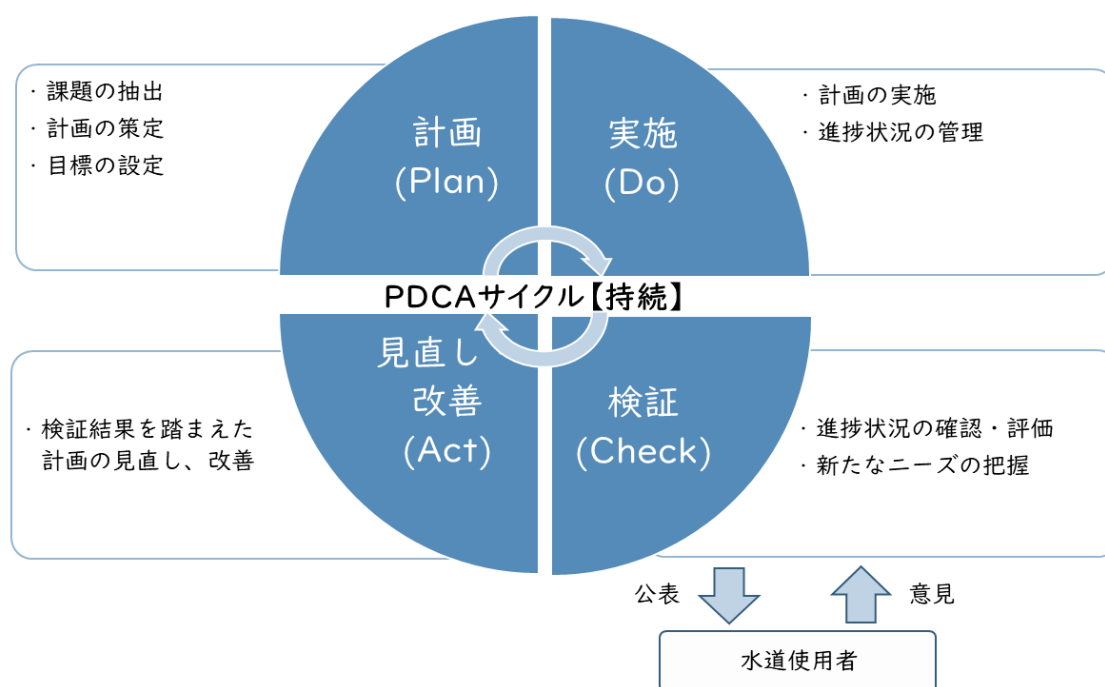 ・課題の抽出
・計画の策定
・目標の設定
計画
(Plan)
実施
(Do)
・計画の実施
・進捗状況の管理
PDCAサイクル【持続】
・検証結果を踏まえた
計画の見直し、改善
見直し
改善
(Act)
検証
(Check)
・進捗状況の確認・評価
・新たなニーズの把握
公表
意見
水道使用者